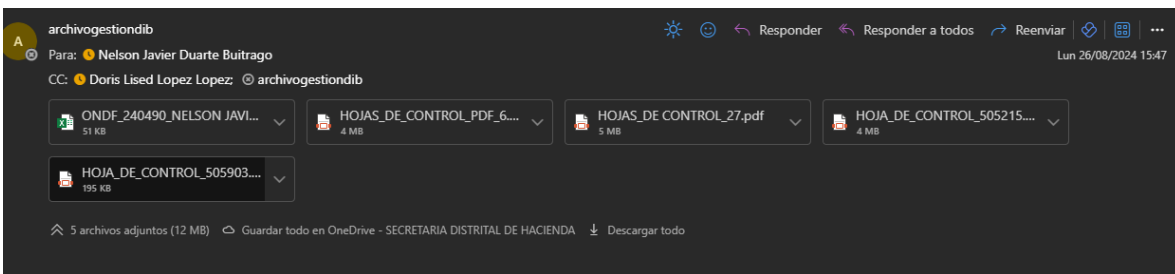 archivogestiondib
Responder
Responder a todos
Reenviar
A
Para: Nelson Javier Duarte Buitrago
Lun 26/08/2024 15:47
CC: Doris Lised Lopez Lopez; archivogestiondib
ONDF_240490_NELSON JAVI...
51 KB
HOJAS_DE_CONTROL_PDF_6....
4 MB
HOJAS_DE CONTROL_27.pdf
5 MB
HOJA_DE_CONTROL_505215....
4 MB
HOJA_DE_CONTROL_505903....
195 KB
5 archivos adjuntos (12 MB)
Guardar todo en OneDrive - SECRETARIA DISTRITAL DE HACIENDA
Descargar todo